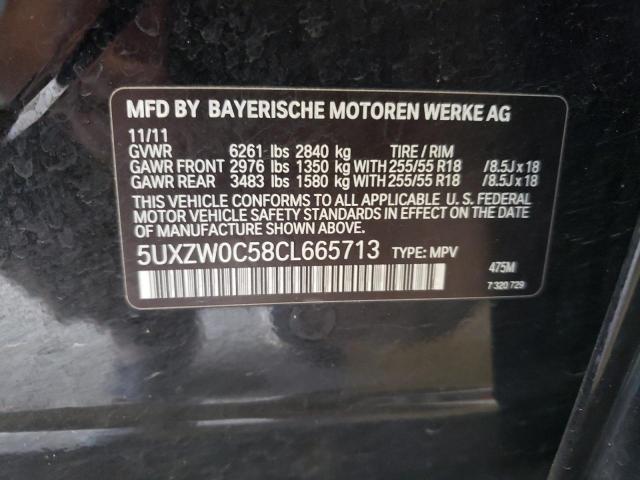 MFD BY BAYERISCHE MOTOREN WERKE AG
11/11
GVWR 6261 lbs 2840 kg TIRE / RIM
GAWR FRONT 2976 lbs 1350 kg WITH 255/55 R18 / 8.5J x 18
GAWR REAR 3483 lbs 1580 kg WITH 255/55 R18 / 8.5J x 18
THIS VEHICLE CONFORMS TO ALL APPLICABLE U. S. FEDERAL
MOTOR VEHICLE SAFETY STANDARDS IN EFFECT ON THE DATE OF
MANUFACTURE SHOWN ABOVE.
5UXZW0C58CL665713 TYPE: MPV
475M
7 320 729